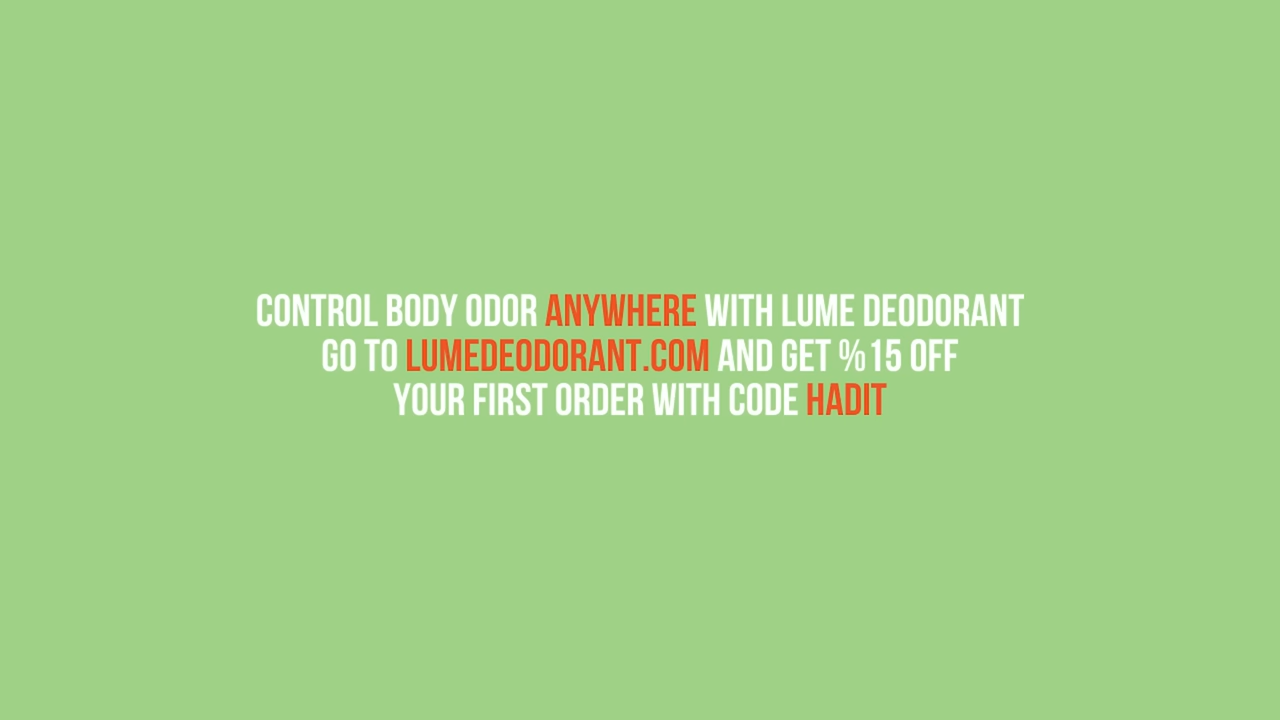 CONTROL BODY ODOR ANYWHERE WITH LUME DEODORANT
GO TO LUMEDEODORANT.COM AND GET %15 OFF
YOUR FIRST ORDER WITH CODE HADIT